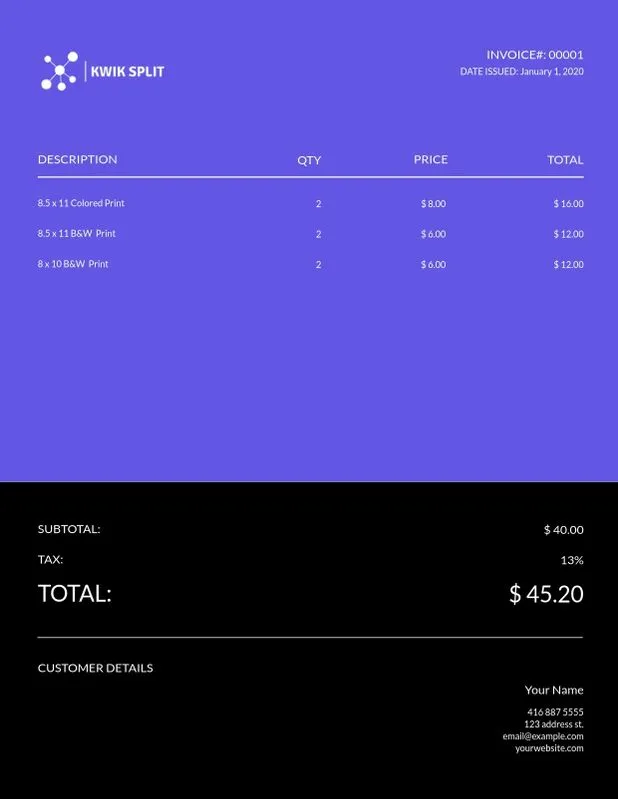 KWIK SPLIT
INVOICE#: 00001
DATE ISSUED: January 1, 2020
DESCRIPTION QTY PRICE TOTAL
8.5 x 11 Colored Print 2 $ 8.00 $ 16.00
8.5 x 11 B&W Print 2 $ 6.00 $ 12.00
8 x 10 B&W Print 2 $ 6.00 $ 12.00
SUBTOTAL: $ 40.00
TAX: 13%
TOTAL: $ 45.20
CUSTOMER DETAILS
Your Name
416 887 5555
123 address st.
email@example.com
yourwebsite.com